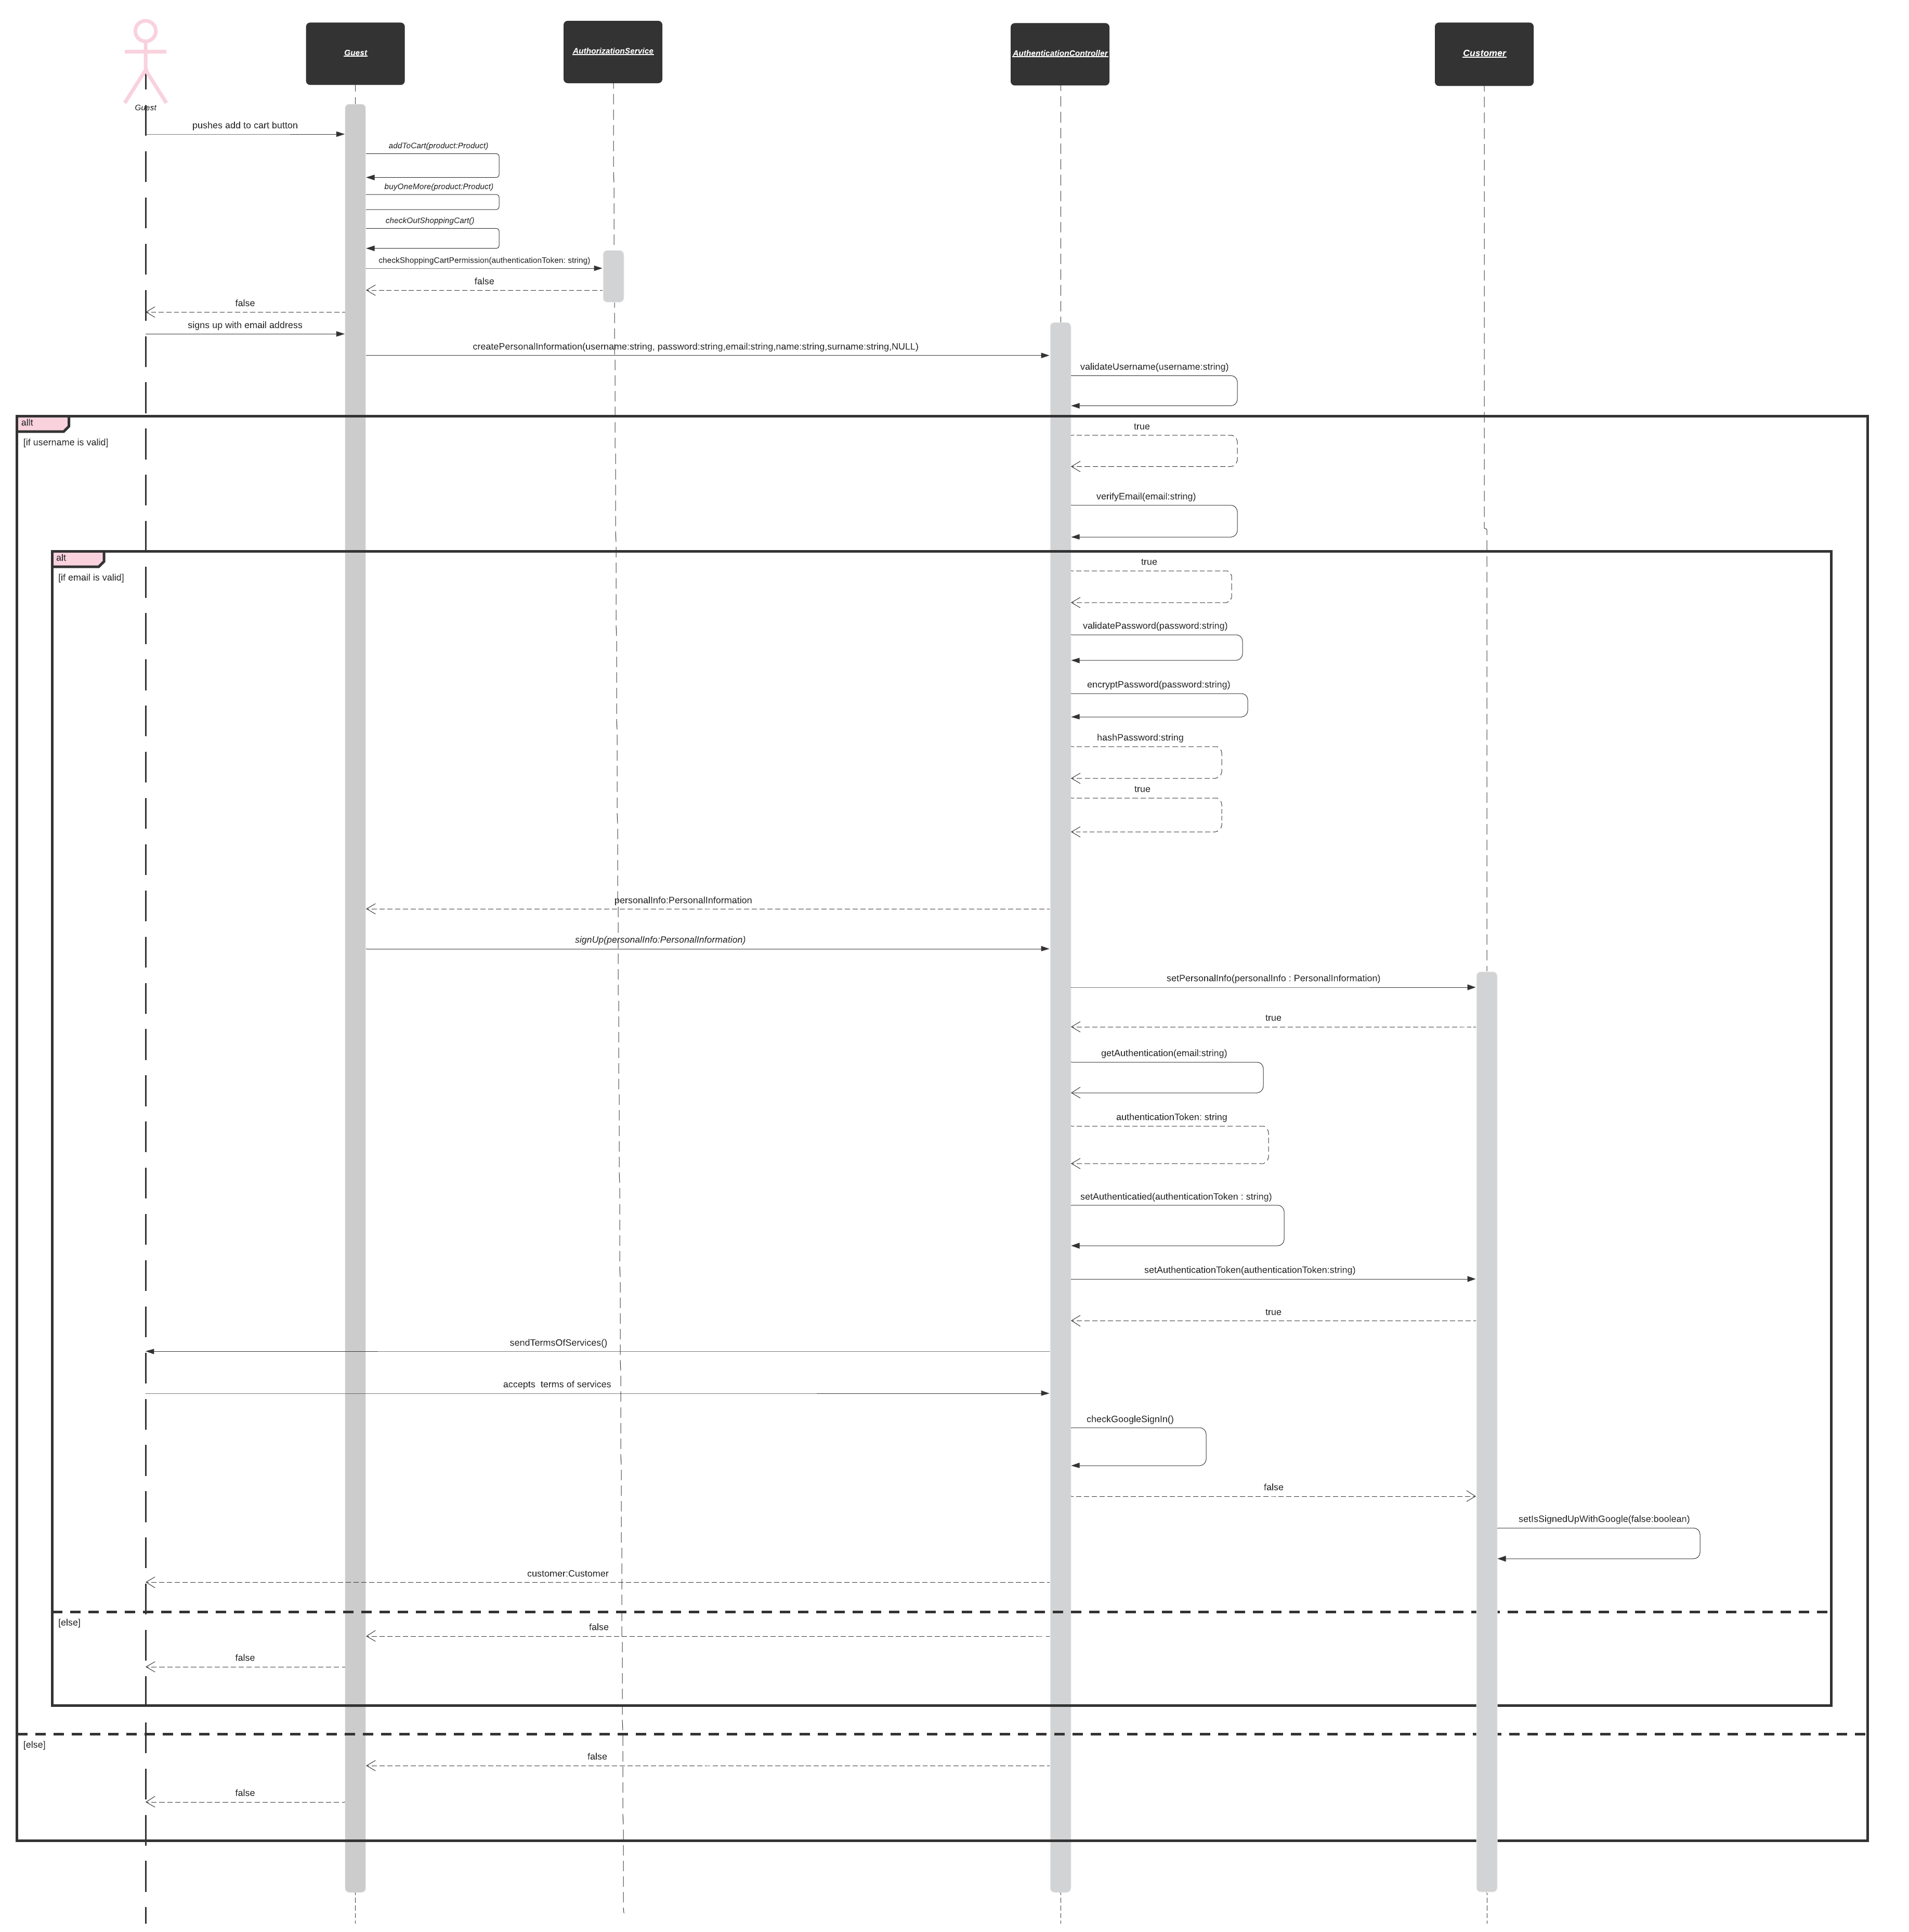 Guest
Guest
AuthorizationService
AuthenticationController
Customer
pushes add to cart button
addToCart(product:Product)
buyOneMore(product:Product)
checkOutShoppingCart()
checkShoppingCartPermission(authenticationToken: string)
false
false
signs up with email address
createPersonalInformation(username:string, password:string,email:string,name:string,surname:string,NULL)
validateUsername(username:string)
allt
[if username is valid]
true
verifyEmail(email:string)
alt
[if email is valid]
true
validatePassword(password:string)
encryptPassword(password:string)
hashPassword:string
true
personalInfo:PersonalInformation
signUp(personalInfo:PersonalInformation)
setPersonalInfo(personalInfo : PersonalInformation)
true
getAuthentication(email:string)
authenticationToken: string
setAuthenticatied(authenticationToken : string)
setAuthenticationToken(authenticationToken:string)
true
sendTermsOfServices()
accepts  terms of services
checkGoogleSignIn()
false
setIsSignedUpWithGoogle(false:boolean)
customer:Customer
[else]
false
false
[else]
false
false